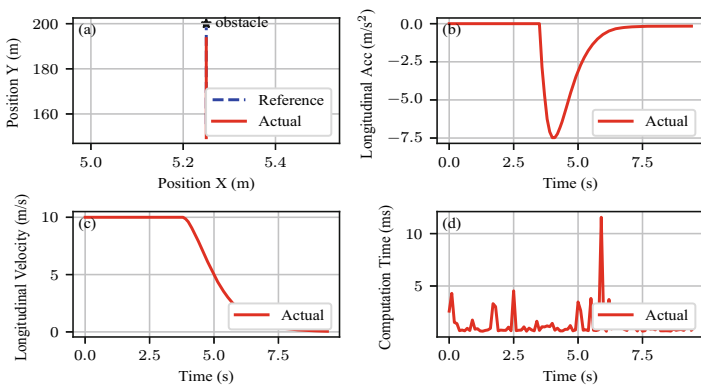 200
180
160
Position Y (m)
(a)
obstacle
Reference
Actual
5.0
5.2
5.4
Position X (m)
0.0
−2.5
−5.0
−7.5
Longitudinal Acc (m/s²)
(b)
Actual
0.0
2.5
5.0
7.5
Time (s)
10
5
0
Longitudinal Velocity (m/s)
(c)
Actual
0.0
2.5
5.0
7.5
Time (s)
10
5
Computation Time (ms)
(d)
Actual
0.0
2.5
5.0
7.5
Time (s)